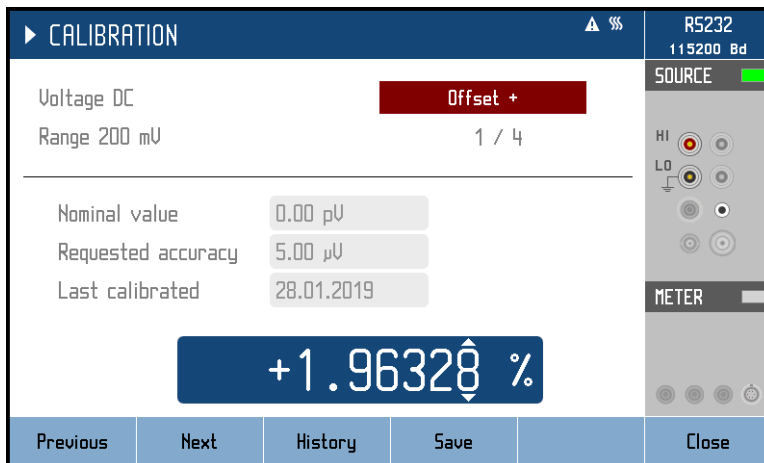 CALIBRATION
RS232
115200 Bd
Voltage DC
Offset +
Range 200 mV
1 / 4
Nominal value
0.00 pV
Requested accuracy
5.00 µV
Last calibrated
28.01.2019
+1.96328 %
SOURCE
HI
LO
METER
Previous
Next
History
Save
Close